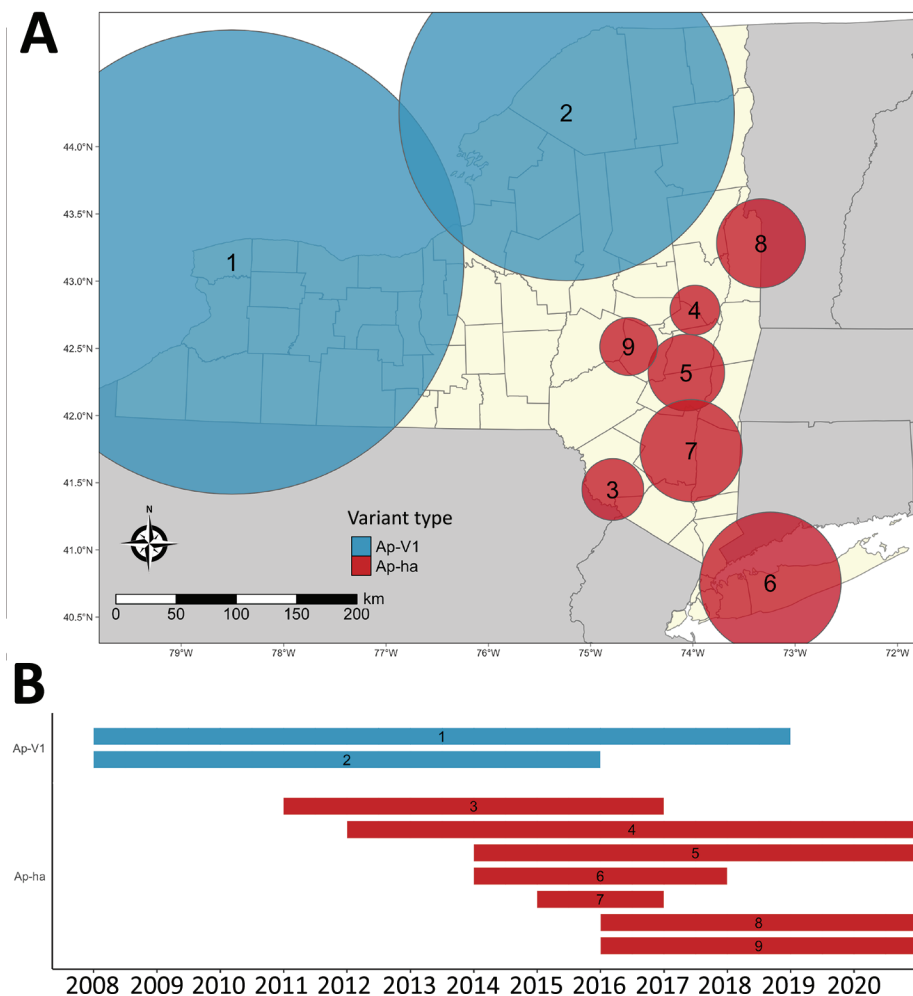 A
2
44.0°N
43.5°N
8
1
43.0°N
4
9
42.5°N
5
42.0°N
7
3
41.5°N
N
Variant type
41.0°N
Ap-V1
Ap-ha
6
km
0 50 100 150 200
40.5°N
79°W 78°W 77°W 76°W 75°W 74°W 73°W 72°W
B
1
Ap-V1
2
3
4
5
Ap-ha
6
7
8
9
2008 2009 2010 2011 2012 2013 2014 2015 2016 2017 2018 2019 2020